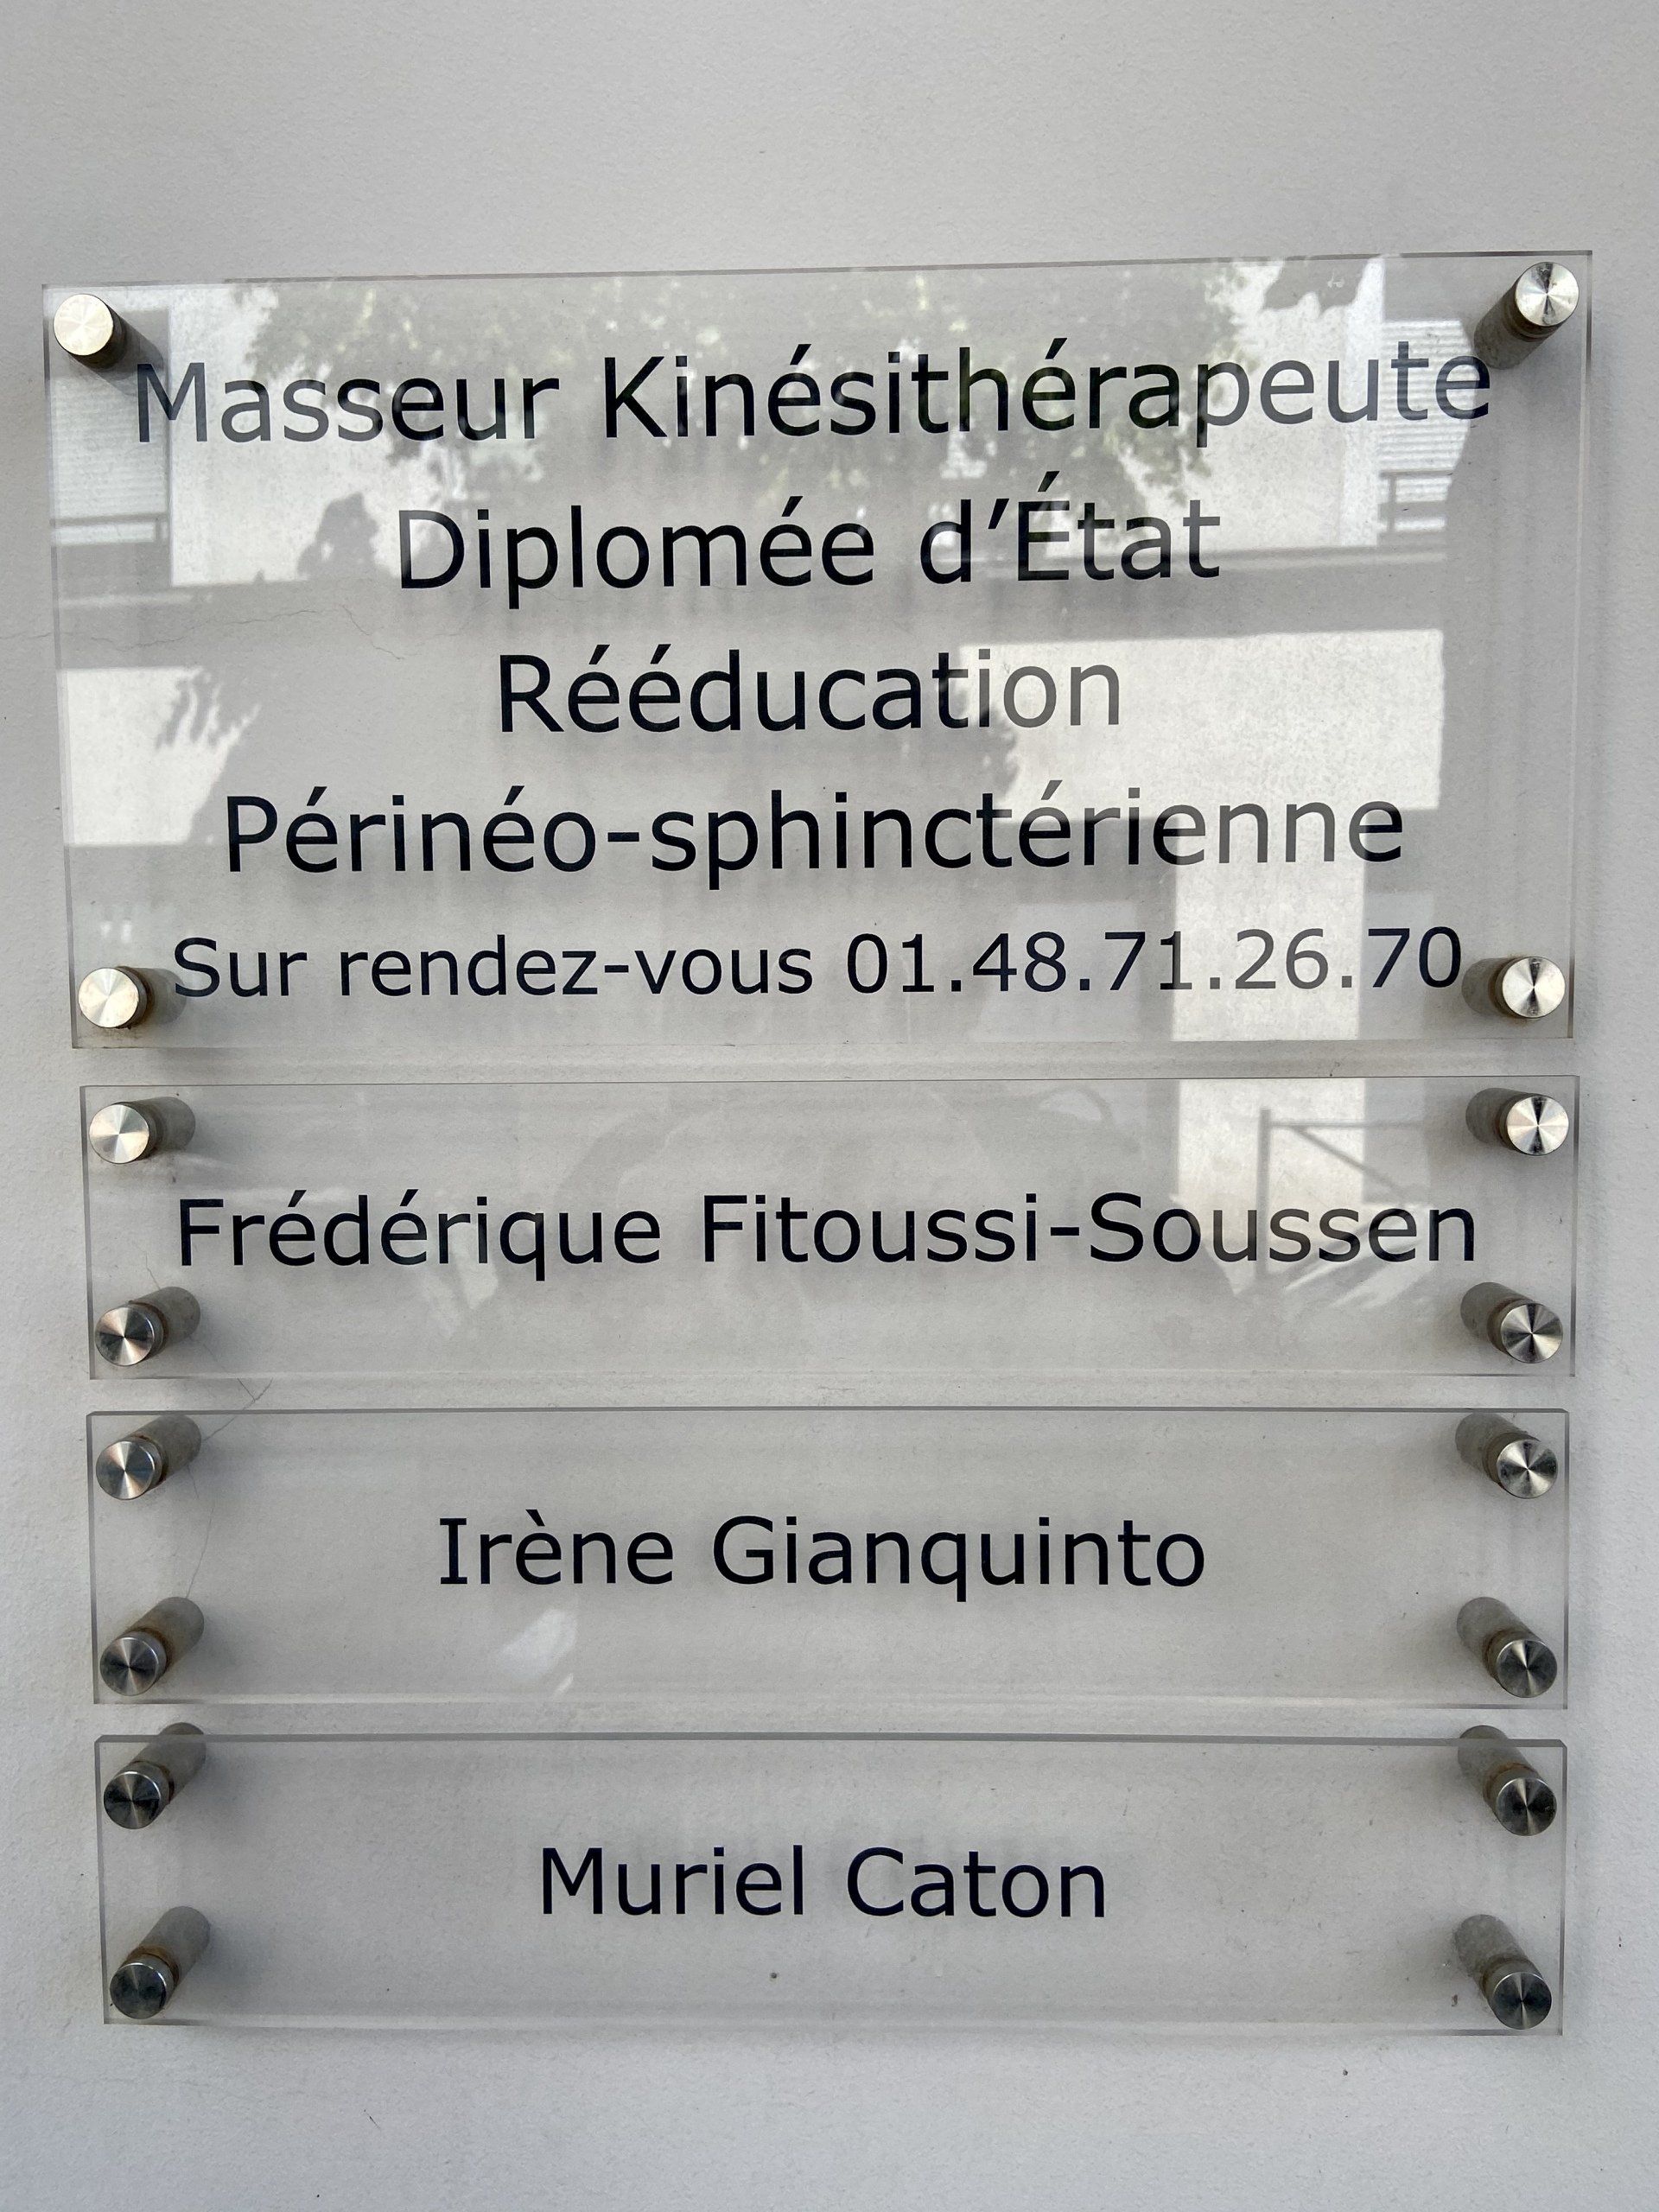 Masseur Kinésithérapeute
Diplomée d'État
Rééducation
Périnéo-sphinctérienne
Sur rendez-vous 01.48.71.26.70
Frédérique Fitoussi-Soussen
Irène Gianquinto
Muriel Caton